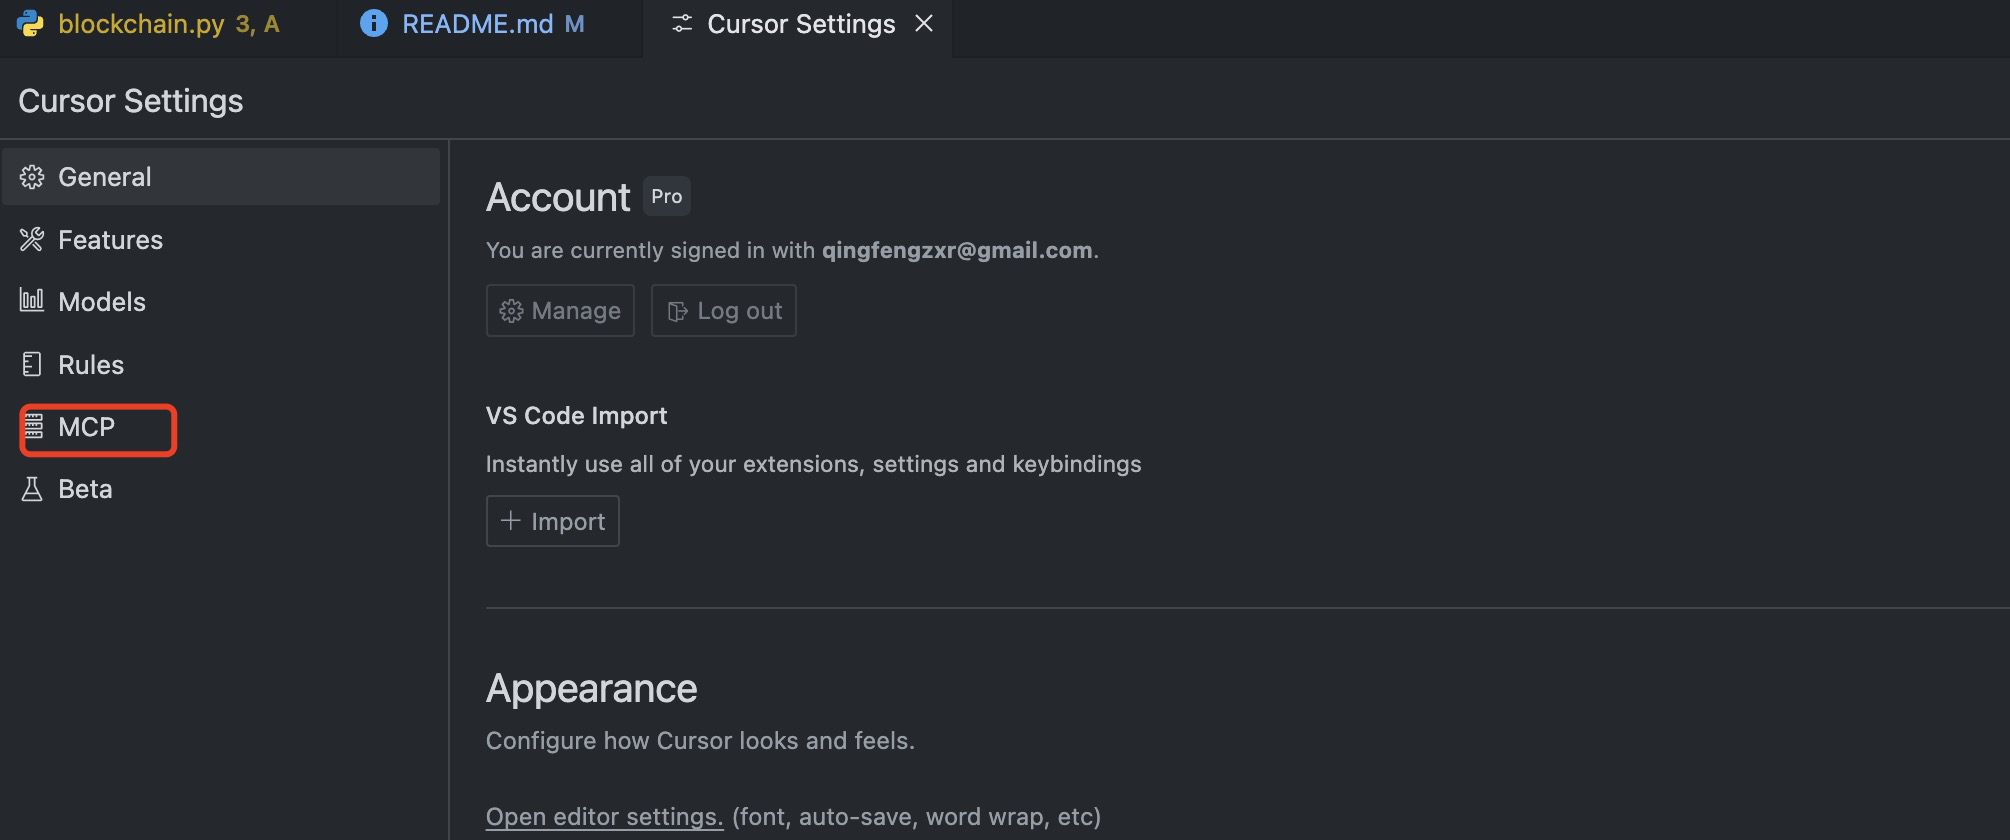 blockchain.py 3, A
README.md M
Cursor Settings
Cursor Settings
General
Features
Models
Rules
MCP
Beta
Account Pro
You are currently signed in with qingfengzxr@gmail.com.
Manage
Log out
VS Code Import
Instantly use all of your extensions, settings and keybindings
Import
Appearance
Configure how Cursor looks and feels.
Open editor settings. (font, auto-save, word wrap, etc)